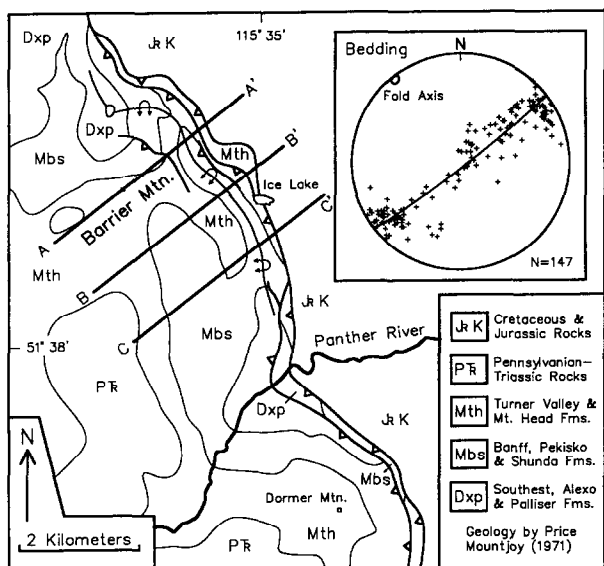 Dxp
JR K
115° 35'
Bedding
N
Fold Axis
N=147
A'
Dxp
Mbs
B'
Mth
Ice Lake
Barrier Mtn.
C'
Mth
A
Mth
B
JR K
C
51° 38'
Mbs
Panther River
PTR
Dxp
JR K
Mbs
N
2 Kilometers
Dormer Mtn.
Mth
PTR
JR K Cretaceous & Jurassic Rocks
PTR Pennsylvanian- Triassic Rocks
Mth Turner Valley & Mt. Head Fms.
Mbs Banff, Pekisko & Shunda Fms.
Dxp Southest, Alexo & Palliser Fms.
Geology by Price
Mountjoy (1971)